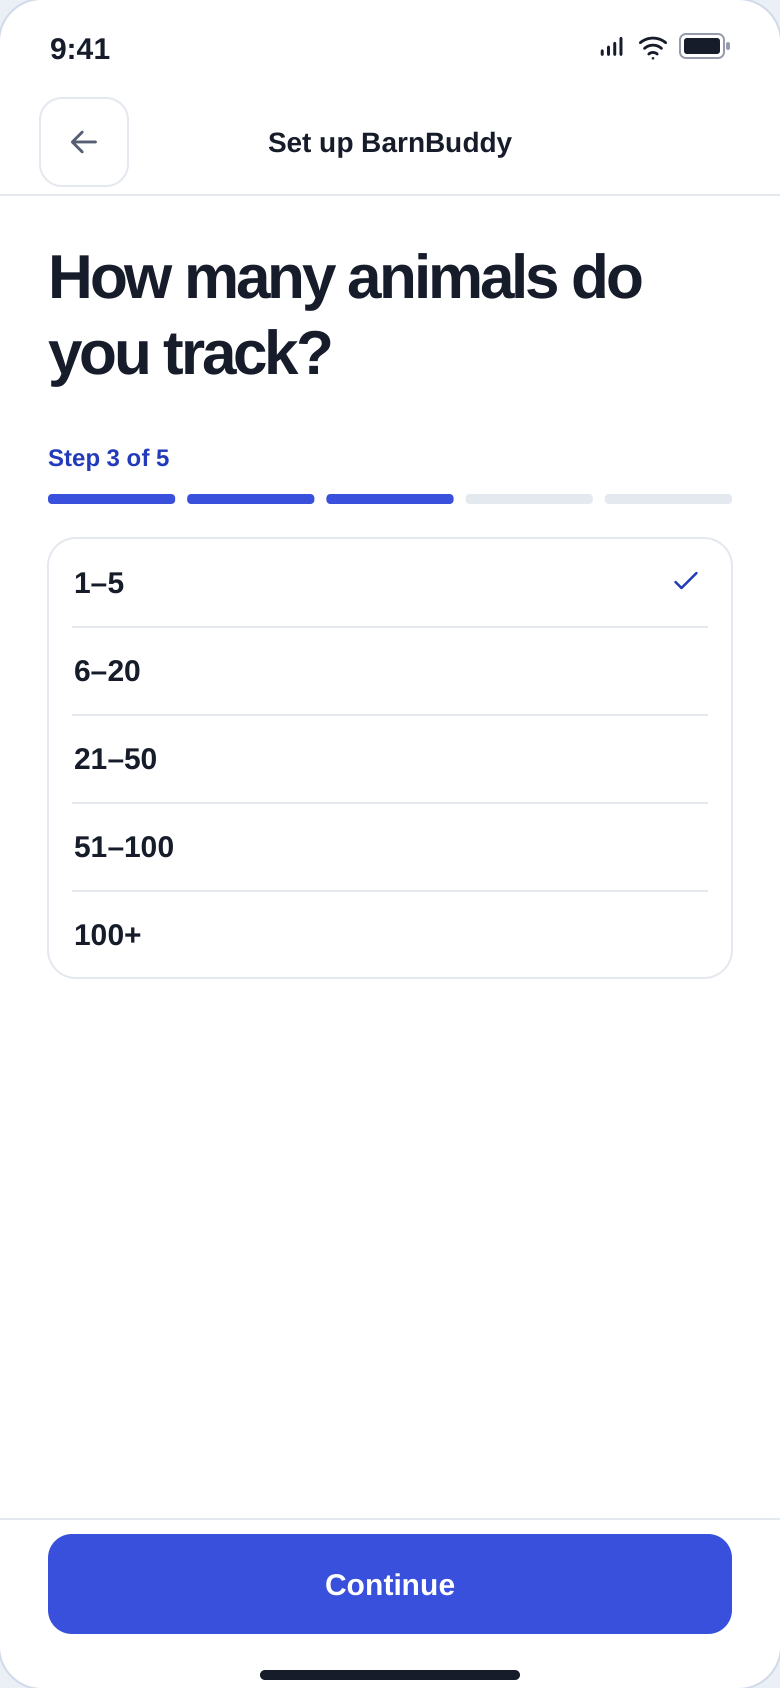 9:41
Set up BarnBuddy
How many animals do
you track?
Step 3 of 5
1–5
6–20
21–50
51–100
100+
Continue